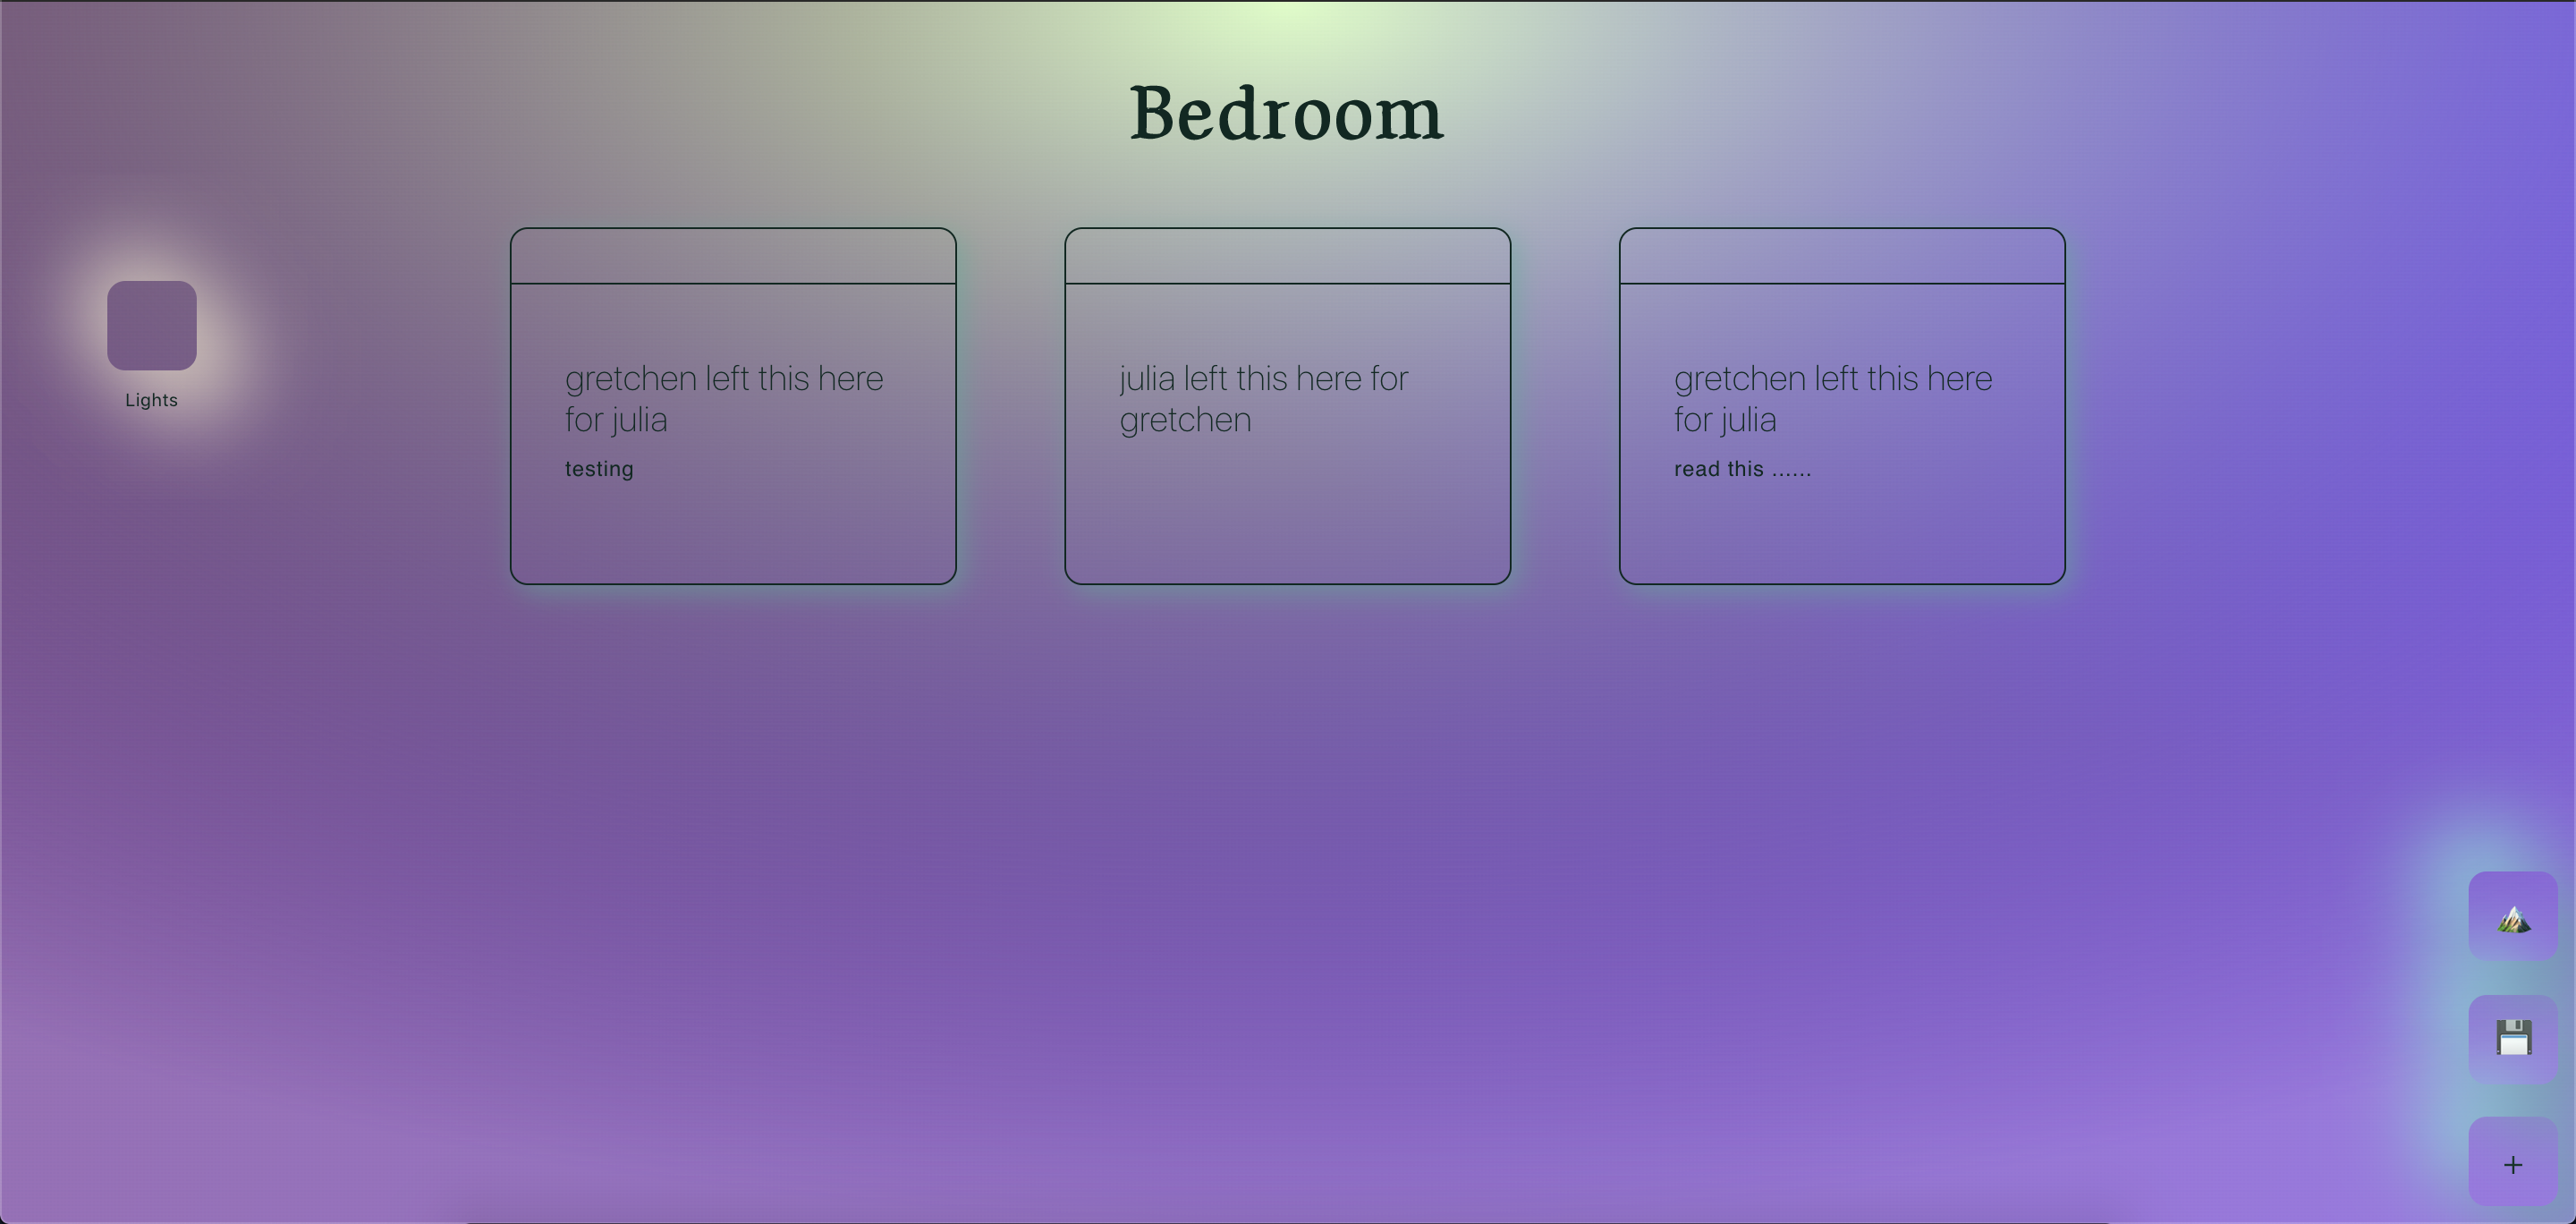 Bedroom
Lights
gretchen left this here
for julia
testing
julia left this here for
gretchen
gretchen left this here
for julia
read this ......
+